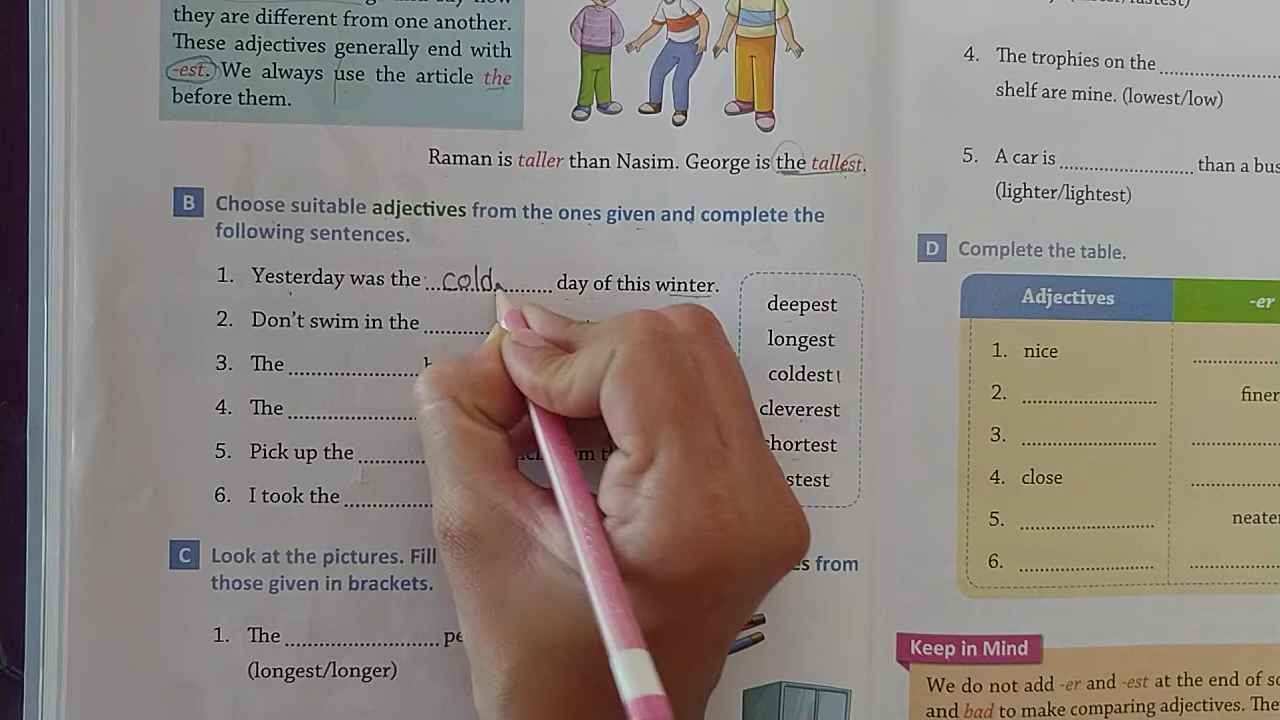 they are different from one another.
These adjectives generally end with
-est. We always use the article the
before them.
Raman is taller than Nasim. George is the tallest.
B Choose suitable adjectives from the ones given and complete the
following sentences.
1. Yesterday was the cold day of this winter.
2. Don't swim in the
3. The
4. The
5. Pick up the
6. I took the
deepest
longest
coldest
cleverest
hortest
stest
C Look at the pictures. Fill
from
those given in brackets.
1. The
(longest/longer)
4. The trophies on the
shelf are mine. (lowest/low)
5. A car is than a bus
(lighter/lightest)
D Complete the table.
Adjectives -er
1. nice
2. finer
3.
4. close
5. neater
6.
Keep in Mind
We do not add -er and -est at the end of
and bad to make comparing adjectives. The